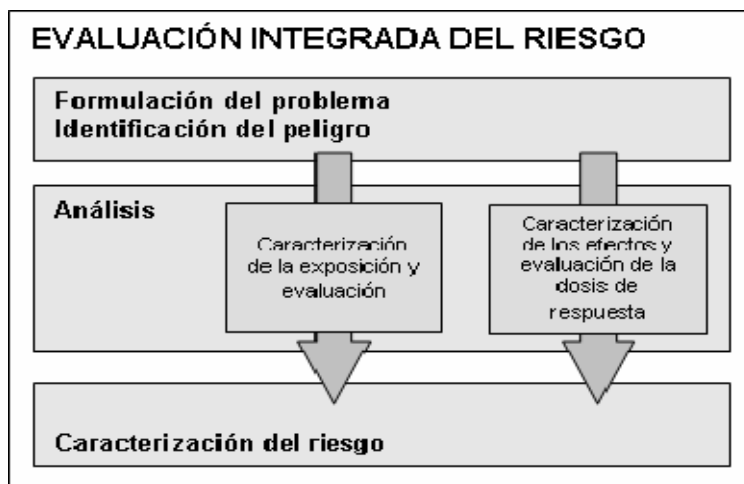 EVALUACIÓN INTEGRADA DEL RIESGO
Formulación del problema
Identificación del peligro
Análisis
Caracterización
de la exposición y
evaluación
Caracterización
de los efectos y
evaluación de la
dosis de
respuesta
Caracterización del riesgo